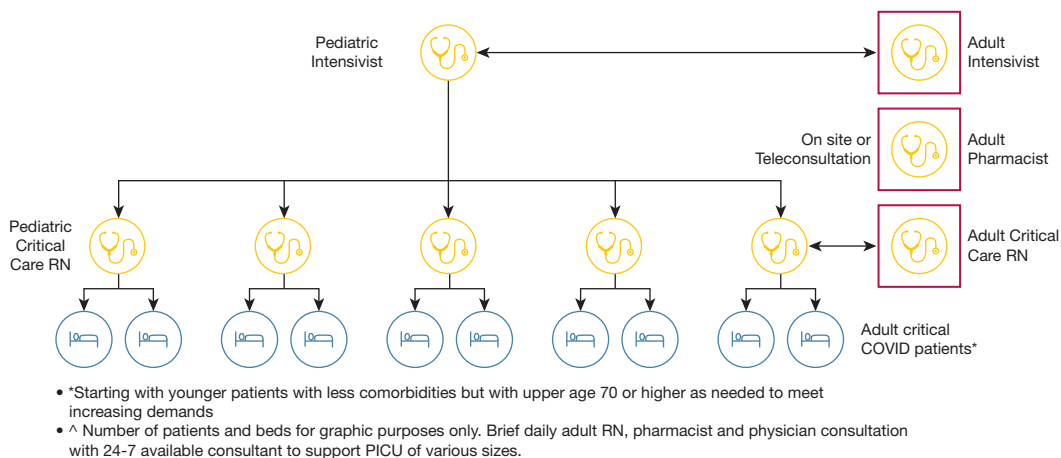 Pediatric
Intensivist
Adult
Intensivist
On site or
Teleconsultation
Adult
Pharmacist
Pediatric
Critical
Care RN
Adult Critical
Care RN
Adult critical
COVID patients*
• *Starting with younger patients with less comorbidities but with upper age 70 or higher as needed to meet
increasing demands
• ^ Number of patients and beds for graphic purposes only. Brief daily adult RN, pharmacist and physician consultation
with 24-7 available consultant to support PICU of various sizes.